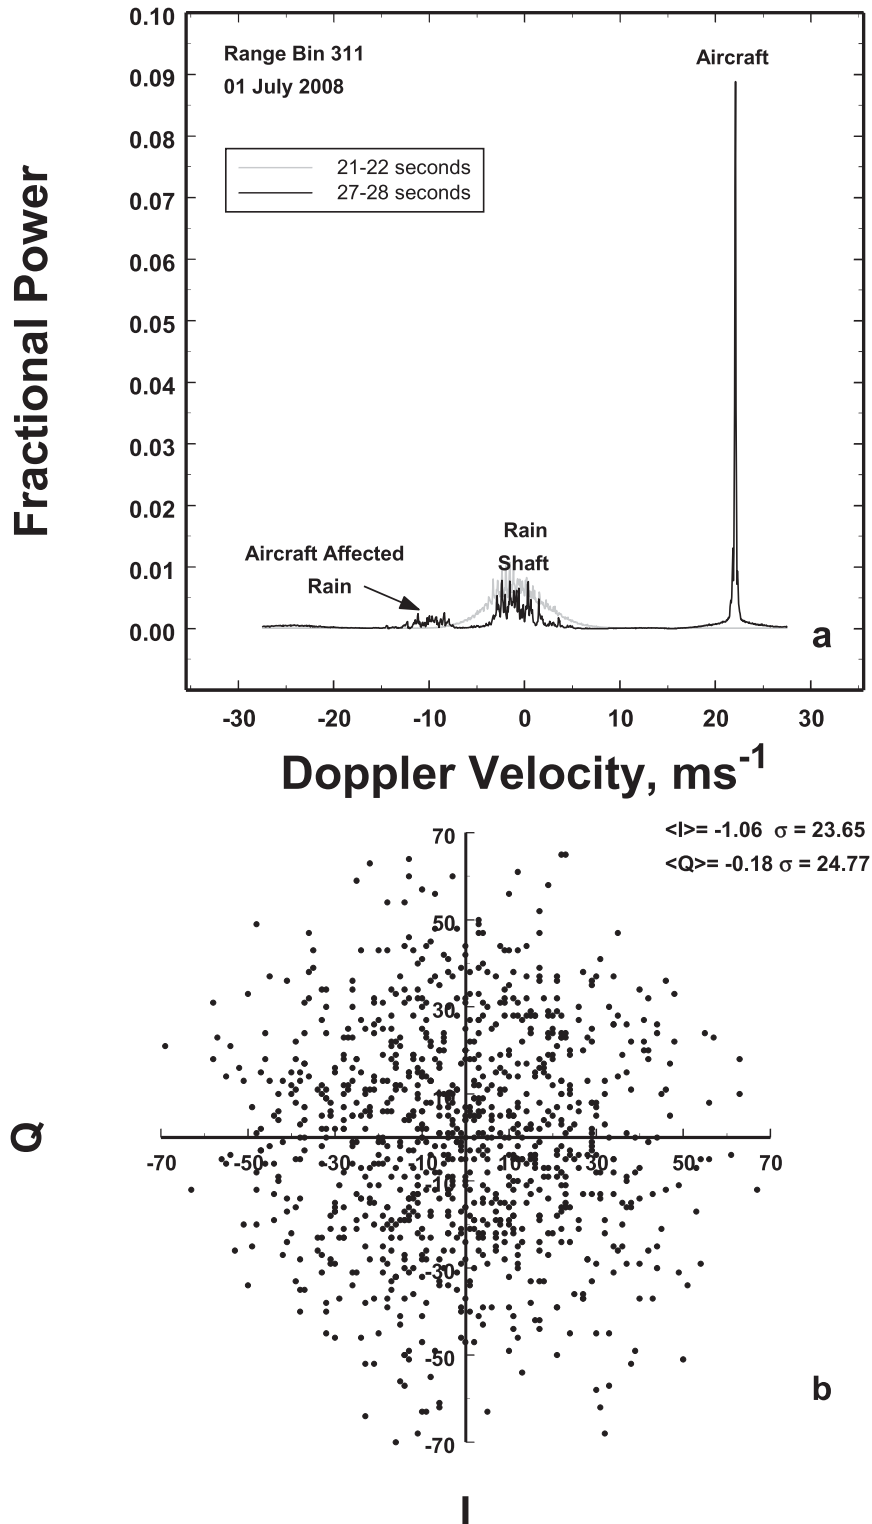 Range Bin 311
01 July 2008
21-22 seconds
27-28 seconds
Aircraft
Rain
Shaft
Aircraft Affected
Rain
a
Fractional Power
0.10
0.09
0.08
0.07
0.06
0.05
0.04
0.03
0.02
0.01
0.00
-30 -20 -10 0 10 20 30
Doppler Velocity, ms-1
<I>= -1.06 σ = 23.65
<Q>= -0.18 σ = 24.77
Q
70
50
30
10
-70 -50 -30 -10 10 30 50 70
-10
-30
-50
-70
b
I